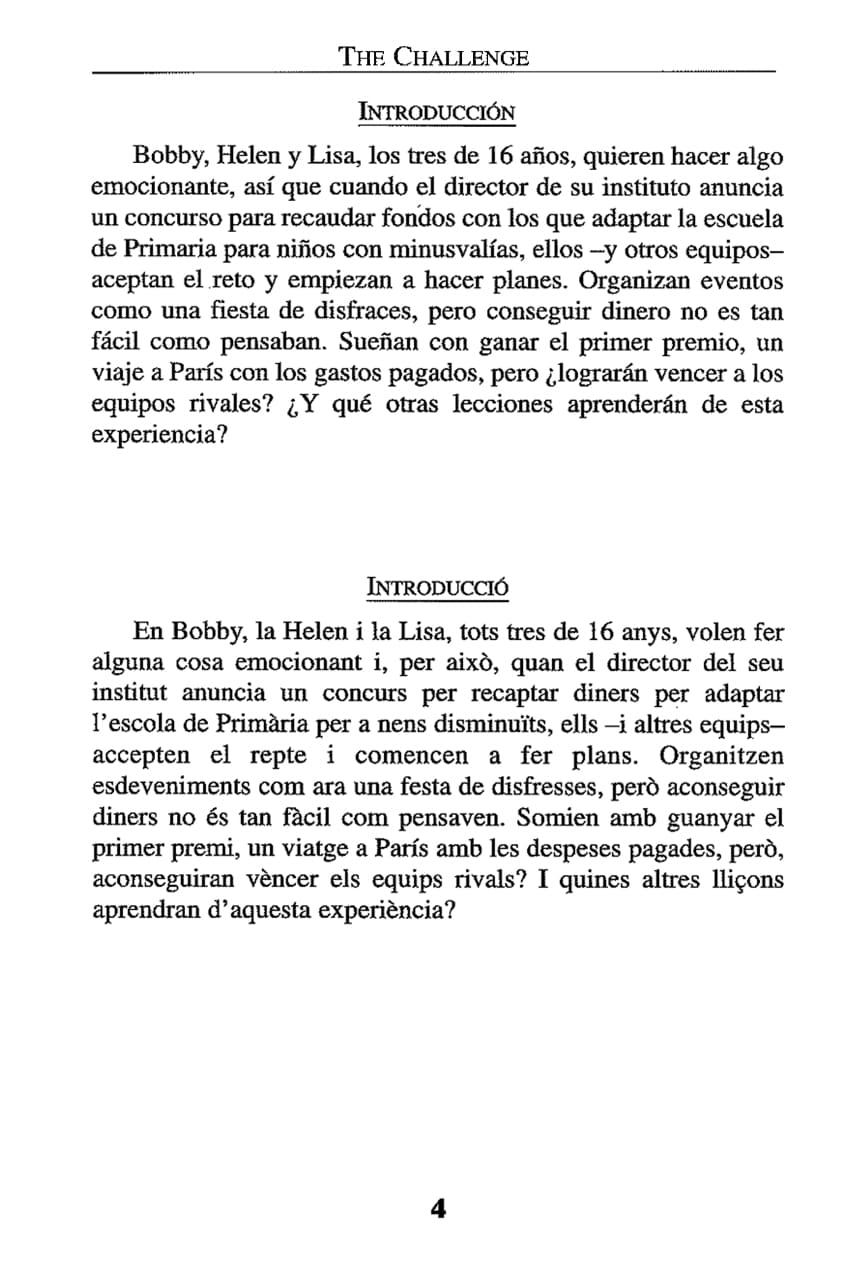 THE CHALLENGE
INTRODUCCIÓN
Bobby, Helen y Lisa, los tres de 16 años, quieren hacer algo
emocionante, así que cuando el director de su instituto anuncia
un concurso para recaudar fondos con los que adaptar la escuela
de Primaria para niños con minusvalías, ellos –y otros equipos–
aceptan el reto y empiezan a hacer planes. Organizan eventos
como una fiesta de disfraces, pero conseguir dinero no es tan
fácil como pensaban. Sueñan con ganar el primer premio, un
viaje a París con los gastos pagados, pero ¿lograrán vencer a los
equipos rivales? ¿Y qué otras lecciones aprenderán de esta
experiencia?
INTRODUCCIÓ
En Bobby, la Helen i la Lisa, tots tres de 16 anys, volen fer
alguna cosa emocionant i, per això, quan el director del seu
institut anuncia un concurs per recaptar diners per adaptar
l'escola de Primària per a nens disminuïts, ells –i altres equips–
accepten el repte i comencen a fer plans. Organitzen
esdeveniments com ara una festa de disfresses, però aconseguir
diners no és tan fàcil com pensaven. Somien amb guanyar el
primer premi, un viatge a París amb les despeses pagades, però,
aconseguiran vèncer els equips rivals? I quines altres lliçons
aprendran d'aquesta experiència?
4